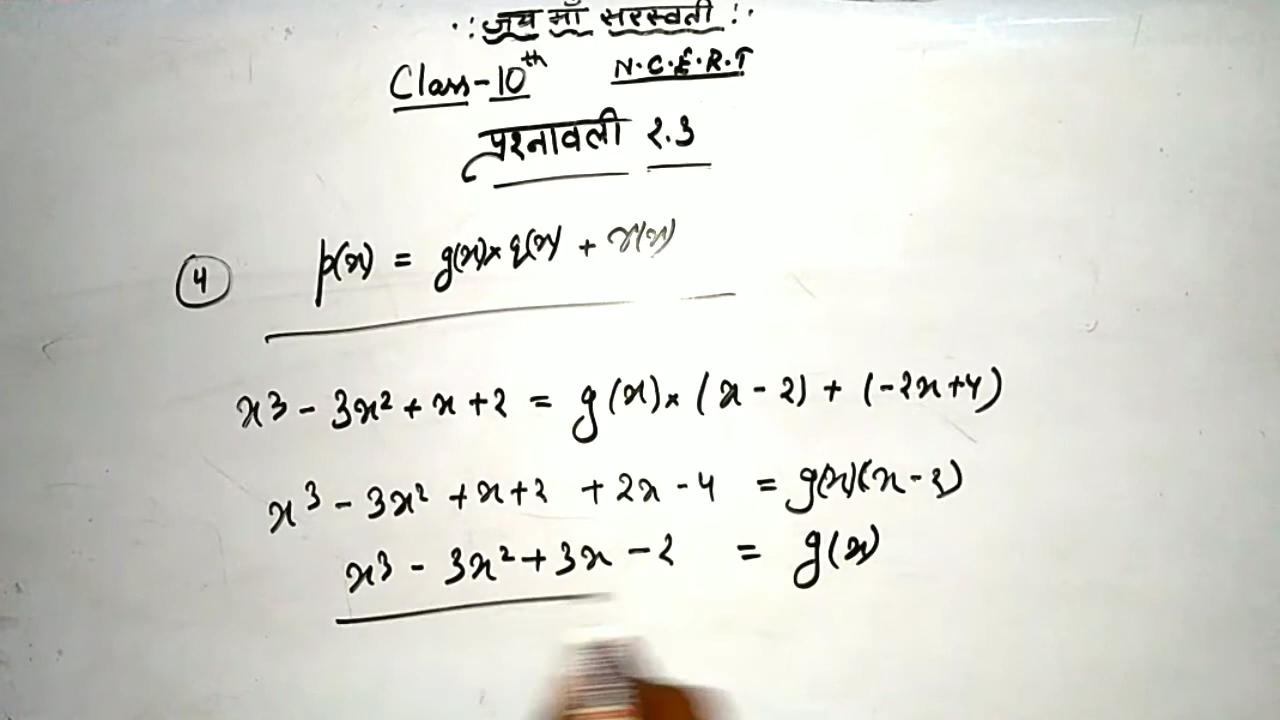 .:जय माँ सरस्वती:.
Class-10th N.C.E.R.T
प्रश्नावली 2.3
4 p(x) = g(x)×q(x) + r(x)
x³ - 3x² + x + 2 = g(x)× (x - 2) + (-2x+4)
x³ - 3x² + x + 2 + 2x - 4 = g(x)(x-2)
x³ - 3x² + 3x - 2 = g(x)